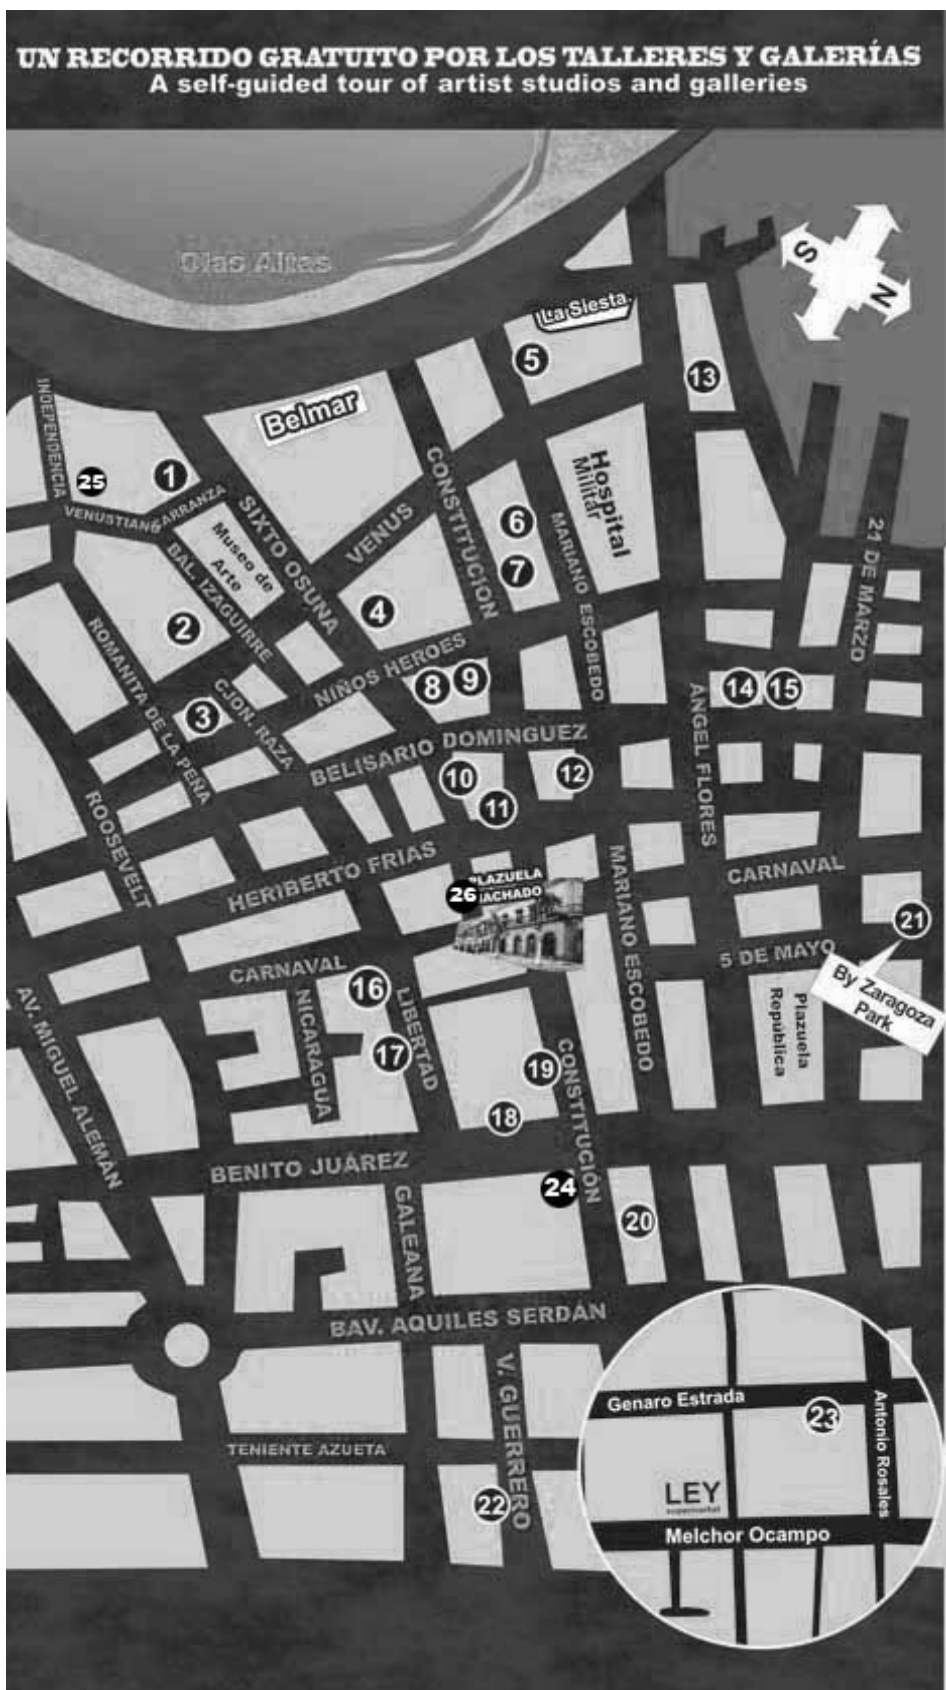 UN RECORRIDO GRATUITO POR LOS TALLERES Y GALERÍAS
A self-guided tour of artist studios and galleries
Olas Altas
S
N
La Siesta
5
13
Belmar
INDEPENDENCIA
25
1
VENUSTIANO
CARRANZA
SIXTO OSUNA
Museo de
Arte
VENUS
CONSTITUCION
Hospital
Militar
6
7
MARIANO ESCOBEDO
21 DE MARZO
BAL. IZAGUIRRE
2
4
ROMANITA DE LA PEÑA
NIÑOS HEROES
8
9
14
15
3
CJON. RAZA
ANGEL FLORES
BELISARIO DOMINGUEZ
10
11
12
ROOSEVELT
HERIBERTO FRIAS
26
PLAZUELA
MACHADO
MARIANO ESCOBEDO
CARNAVAL
21
5 DE MAYO
By Zaragoza
Park
Plazuela
República
CARNAVAL
16
NICARAGUA
LIBERTAD
17
AV. MIGUEL ALEMÁN
19
18
CONSTITUCIÓN
BENITO JUÁREZ
24
GALEANA
20
BAV. AQUILES SERDÁN
V. GUERRERO
TENIENTE AZUETA
22
Genaro Estrada
23
Antonio Rosales
LEY
supermarket
Melchor Ocampo